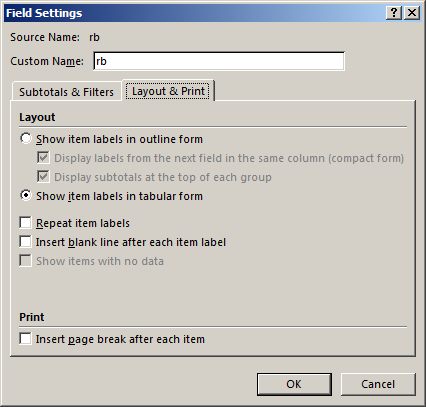 Field Settings
Source Name: rb
Custom Name: rb
Subtotals & Filters Layout & Print
Layout
Show item labels in outline form
Display labels from the next field in the same column (compact form)
Display subtotals at the top of each group
Show item labels in tabular form
Repeat item labels
Insert blank line after each item label
Show items with no data
Print
Insert page break after each item
OK Cancel